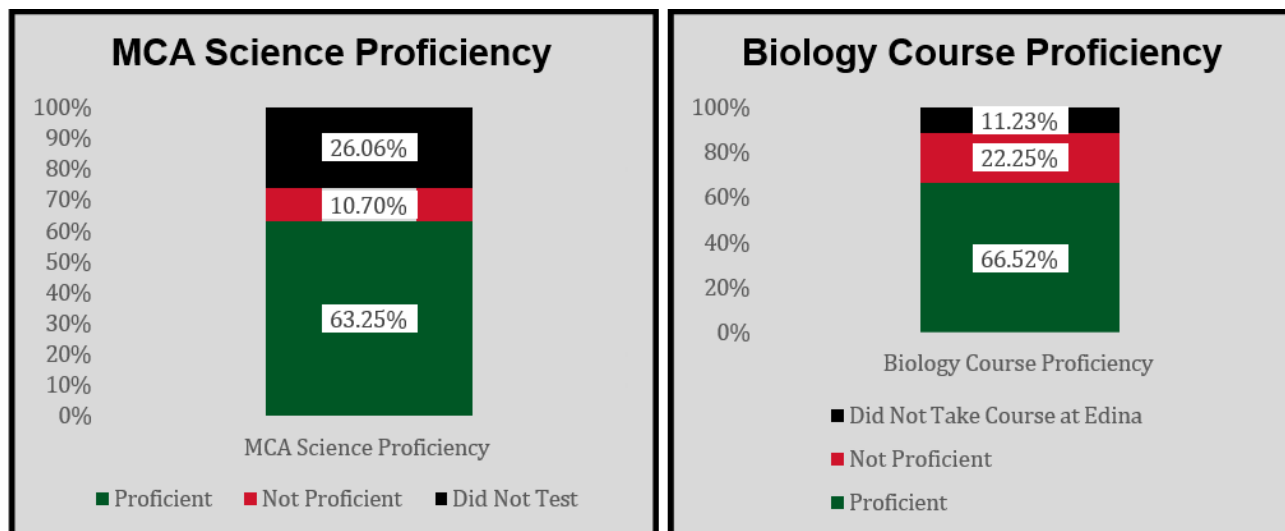 MCA Science Proficiency
100%
90%
80%
70%
60%
50%
40%
30%
20%
10%
0%
26.06%
10.70%
63.25%
MCA Science Proficiency
Proficient Not Proficient Did Not Test
Biology Course Proficiency
100%
80%
60%
40%
20%
0%
11.23%
22.25%
66.52%
Biology Course Proficiency
Did Not Take Course at Edina
Not Proficient
Proficient